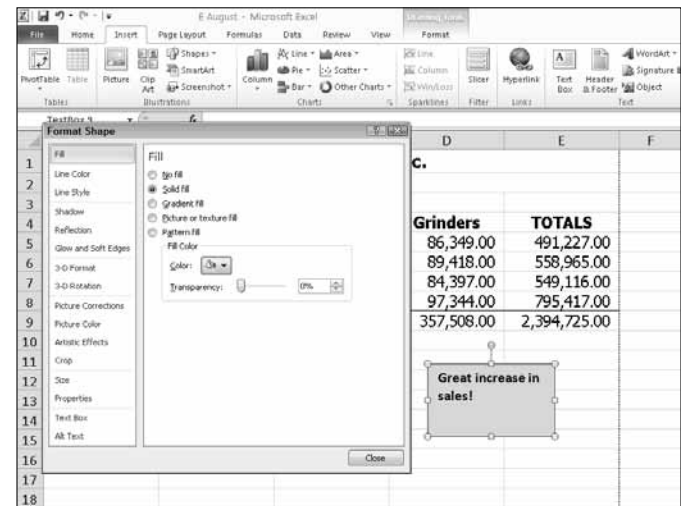 E August - Microsoft Excel
Drawing Tools
File Home Insert Page Layout Formulas Data Review View Format
Shapes
SmartArt
Screenshot
PivotTable Table Picture Clip Art
Column
Line Area
Pie Scatter
Bar Other Charts
Line
Column
Win/Loss
Slicer Hyperlink Text Box Header & Footer
WordArt
Signature
Object
Tables Illustrations Charts Sparklines Filter Links Text
TextBox 9 fx
Format Shape
Fill
Line Color
Line Style
Shadow
Reflection
Glow and Soft Edges
3-D Format
3-D Rotation
Picture Corrections
Picture Color
Artistic Effects
Crop
Size
Properties
Text Box
Alt Text
Fill
No fill
Solid fill
Gradient fill
Picture or texture fill
Pattern fill
Fill Color
Color:
Transparency: 0%
Close
D E F
1 c.
2
3
4 Grinders TOTALS
5 86,349.00 491,227.00
6 89,418.00 558,965.00
7 84,397.00 549,116.00
8 97,344.00 795,417.00
9 357,508.00 2,394,725.00
10
11
12 Great increase in
13 sales!
14
15
16
17
18